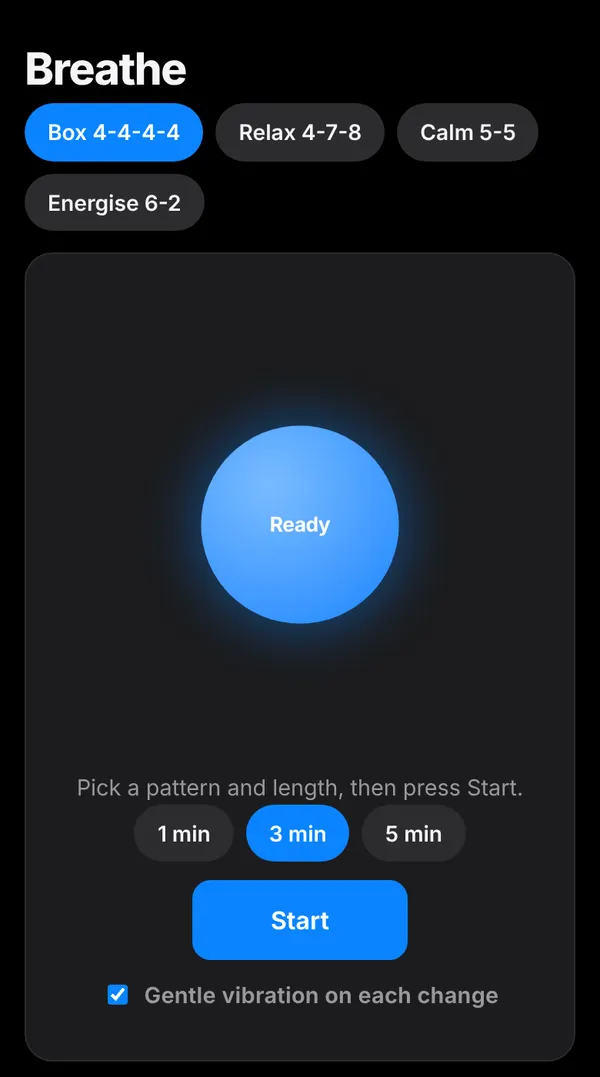 Breathe
Box 4-4-4-4 Relax 4-7-8 Calm 5-5
Energise 6-2
Ready
Pick a pattern and length, then press Start.
1 min 3 min 5 min
Start
Gentle vibration on each change